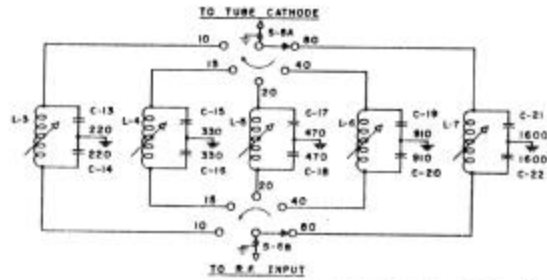 TO TUBE CATHODE
S-8A
10 80
15 40
20
L-3 C-13 220 220 C-14
L-4 C-15 330 330 C-16
L-5 C-17 470 470 C-18
L-6 C-19 910 910 C-20
L-7 C-21 1600 1600 C-22
20
15 40
10 80
S-8B
TO R.F. INPUT